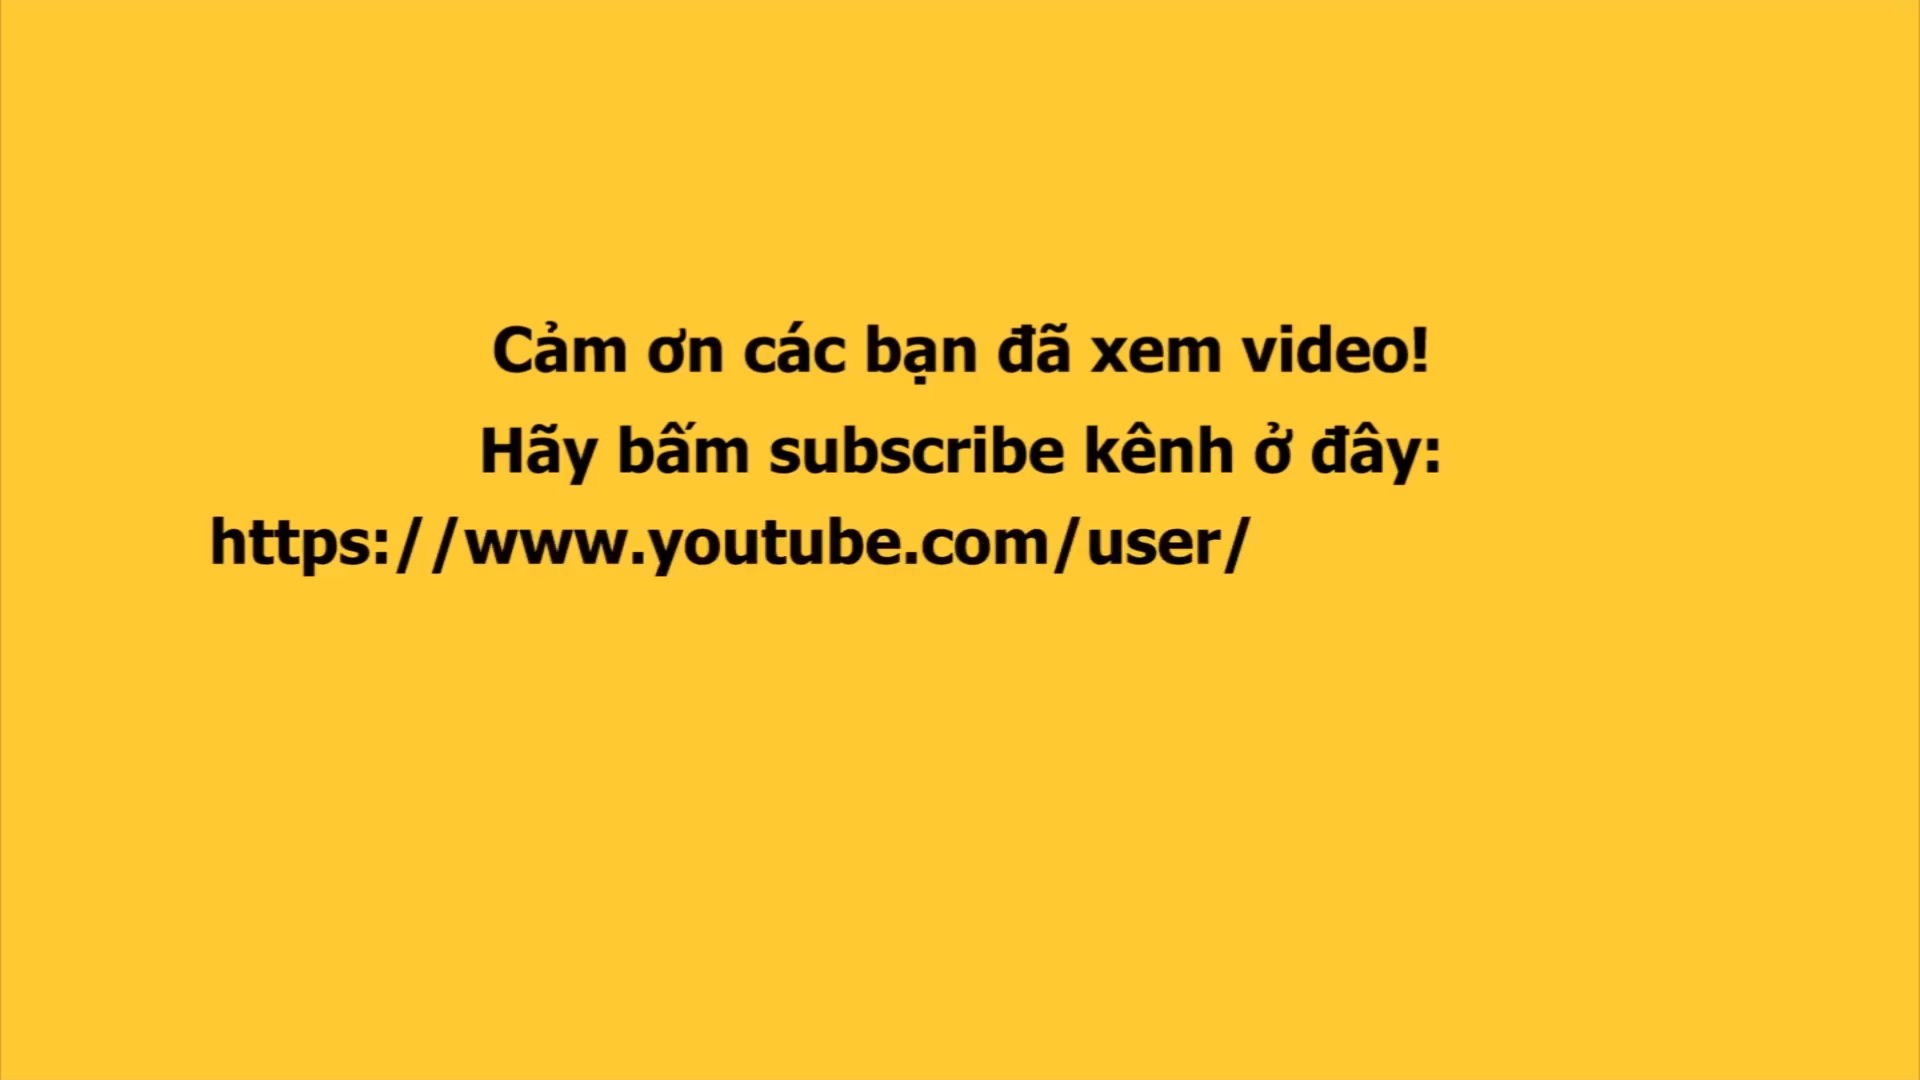 Cảm ơn các bạn đã xem video!
Hãy bấm subscribe kênh ở đây:
https://www.youtube.com/user/